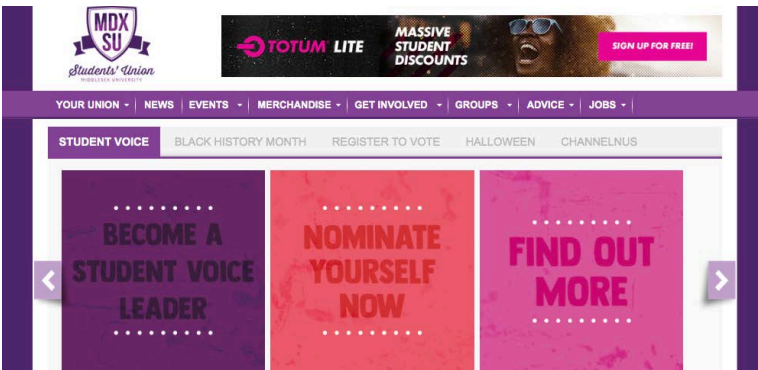 MDX
SU
Students' Union
MIDDLESEX UNIVERSITY
TOTUM LITE
MASSIVE
STUDENT
DISCOUNTS
SIGN UP FOR FREE!
YOUR UNION
NEWS
EVENTS
MERCHANDISE
GET INVOLVED
GROUPS
ADVICE
JOBS
STUDENT VOICE
BLACK HISTORY MONTH
REGISTER TO VOTE
HALLOWEEN
CHANNELNUS
BECOME A
STUDENT VOICE
LEADER
NOMINATE
YOURSELF
NOW
FIND OUT
MORE